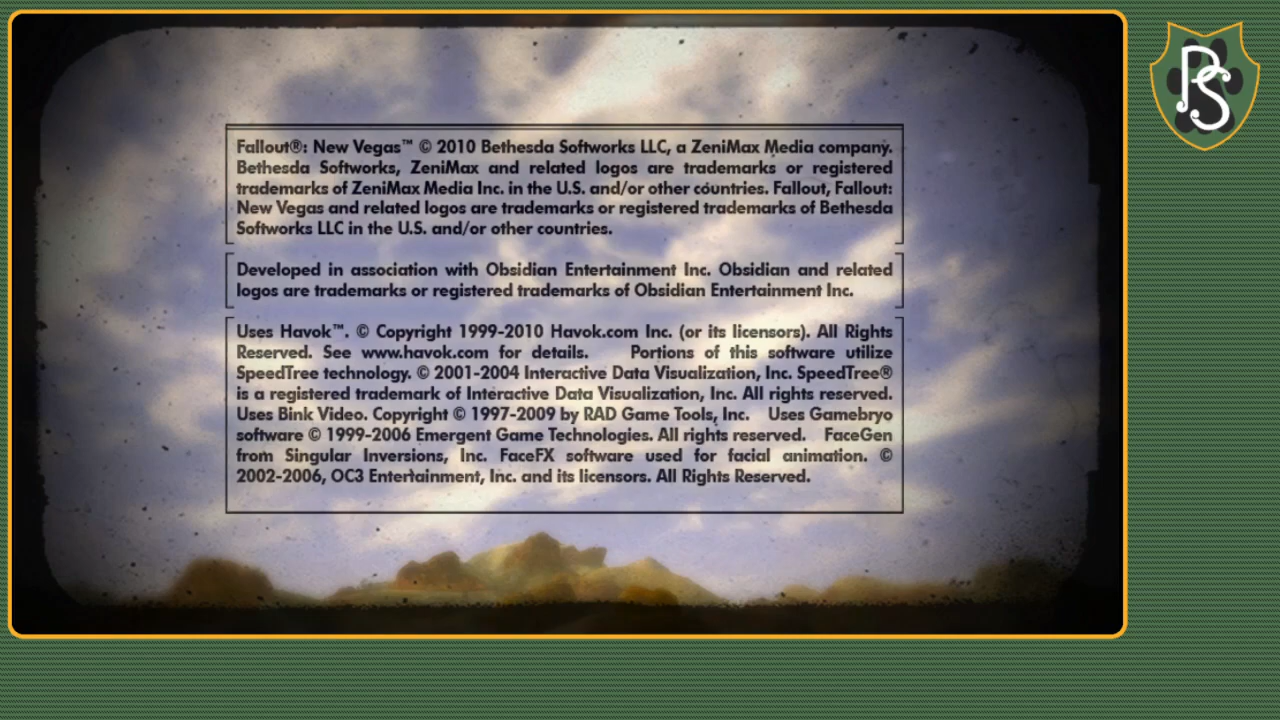 PS
Fallout®: New Vegas™ © 2010 Bethesda Softworks LLC, a ZeniMax Media company.
Bethesda Softworks, ZeniMax and related logos are trademarks or registered
trademarks of ZeniMax Media Inc. in the U.S. and/or other countries. Fallout, Fallout:
New Vegas and related logos are trademarks or registered trademarks of Bethesda
Softworks LLC in the U.S. and/or other countries.
Developed in association with Obsidian Entertainment Inc. Obsidian and related
logos are trademarks or registered trademarks of Obsidian Entertainment Inc.
Uses Havok™. © Copyright 1999-2010 Havok.com Inc. (or its licensors). All Rights
Reserved. See www.havok.com for details. Portions of this software utilize
SpeedTree technology. © 2001-2004 Interactive Data Visualization, Inc. SpeedTree®
is a registered trademark of Interactive Data Visualization, Inc. All rights reserved.
Uses Bink Video. Copyright © 1997-2009 by RAD Game Tools, Inc. Uses Gamebryo
software © 1999-2006 Emergent Game Technologies. All rights reserved. FaceGen
from Singular Inversions, Inc. FaceFX software used for facial animation. ©
2002-2006, OC3 Entertainment, Inc. and its licensors. All Rights Reserved.